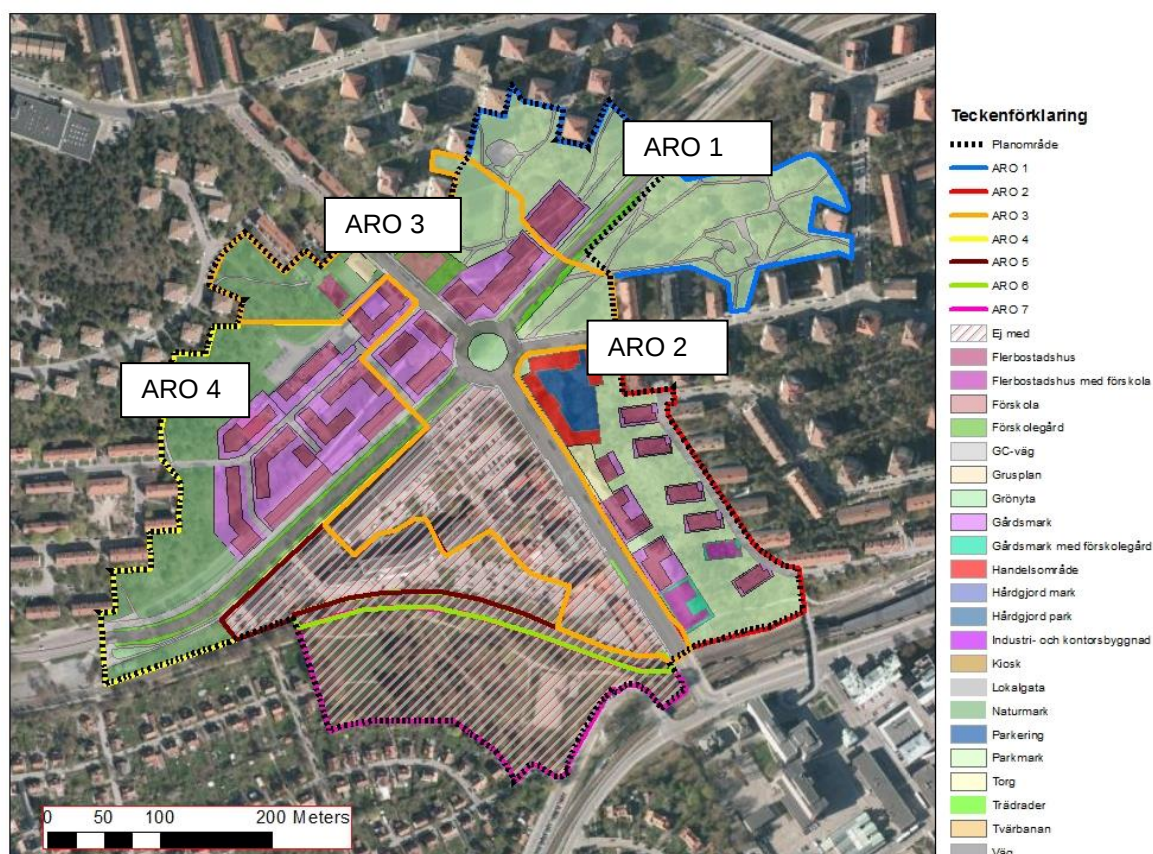 ARO 1
ARO 3
ARO 2
ARO 4
0 50 100 200 Meters
Teckenförklaring
Planområde
ARO 1
ARO 2
ARO 3
ARO 4
ARO 5
ARO 6
ARO 7
Ej med
Flerbostadshus
Flerbostadshus med förskola
Förskola
Förskolegård
GC-väg
Grusplan
Grönyta
Gårdsmark
Gårdsmark med förskolegård
Handelsområde
Hårdgjord mark
Hårdgjord park
Industri- och kontorsbyggnad
Kiosk
Lokalgata
Naturmark
Parkering
Parkmark
Torg
Trädrader
Tvärbanan
Väg